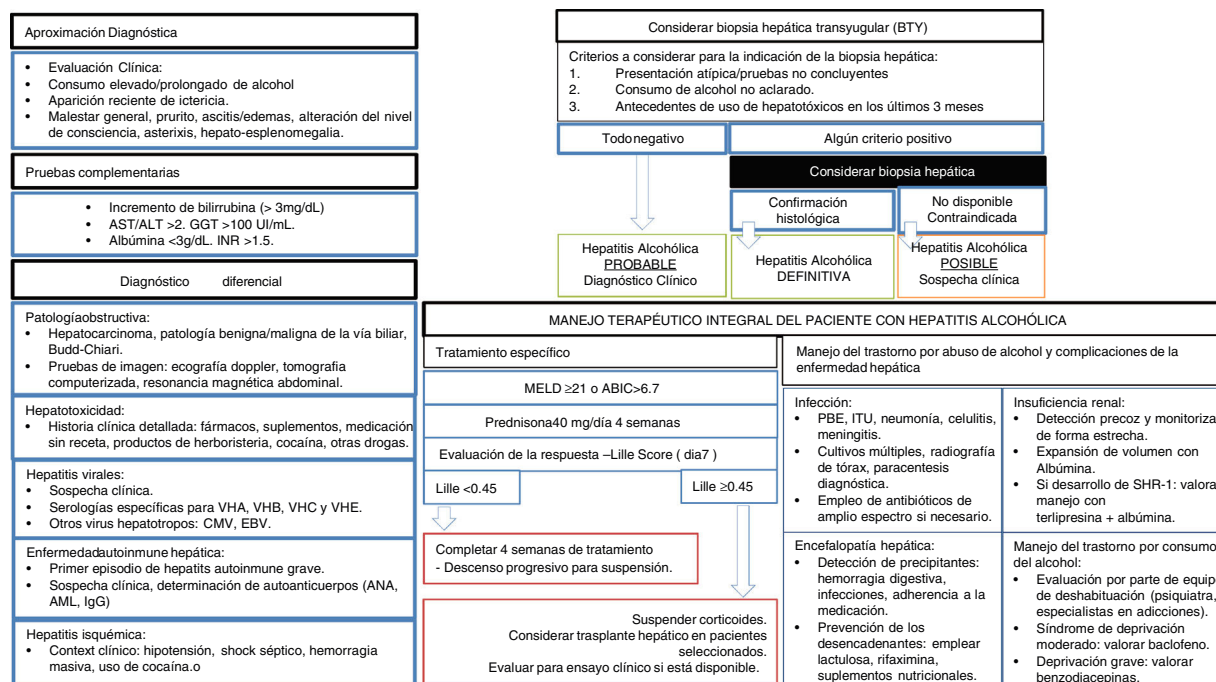 Aproximación Diagnóstica
• Evaluación Clínica:
• Consumo elevado/prolongado de alcohol
• Aparición reciente de ictericia.
• Malestar general, prurito, ascitis/edemas, alteración del nivel
de consciencia, asterixis, hepato-esplenomegalia.
Pruebas complementarias
• Incremento de bilirrubina (> 3mg/dL)
• AST/ALT >2. GGT >100 UI/mL.
• Albúmina <3g/dL. INR >1.5.
Diagnóstico diferencial
Patologíaobstructiva:
• Hepatocarcinoma, patología benigna/maligna de la vía biliar,
Budd-Chiari.
• Pruebas de imagen: ecografía doppler, tomografia
computerizada, resonancia magnética abdominal.
Hepatotoxicidad:
• Historia clínica detallada: fármacos, suplementos, medicación
sin receta, productos de herboristeria, cocaína, otras drogas.
Hepatitis virales:
• Sospecha clínica.
• Serologías específicas para VHA, VHB, VHC y VHE.
• Otros virus hepatotropos: CMV, EBV.
Enfermedadautoinmune hepática:
• Primer episodio de hepatits autoinmune grave.
• Sospecha clínica, determinación de autoanticuerpos (ANA,
AML, IgG)
Hepatitis isquémica:
• Context clínico: hipotensión, shock séptico, hemorragia
masiva, uso de cocaína.o
Considerar biopsia hepática transyugular (BTY)
Criterios a considerar para la indicación de la biopsia hepática:
1. Presentación atípica/pruebas no concluyentes
2. Consumo de alcohol no aclarado.
3. Antecedentes de uso de hepatotóxicos en los últimos 3 meses
Todonegativo
Algún criterio positivo
Considerar biopsia hepática
Confirmación
histológica
No disponible
Contraindicada
Hepatitis Alcohólica
PROBABLE
Diagnóstico Clínico
Hepatitis Alcohólica
DEFINITIVA
Hepatitis Alcohólica
POSIBLE
Sospecha clínica
MANEJO TERAPÉUTICO INTEGRAL DEL PACIENTE CON HEPATITIS ALCOHÓLICA
Tratamiento específico
MELD ≥21 o ABIC>6.7
Prednisona40 mg/día 4 semanas
Evaluación de la respuesta –Lille Score ( dia7 )
Lille <0.45
Lille ≥0.45
Completar 4 semanas de tratamiento
- Descenso progresivo para suspensión.
Suspender corticoides.
Considerar trasplante hepático en pacientes
seleccionados.
Evaluar para ensayo clínico si está disponible.
Manejo del trastorno por abuso de alcohol y complicaciones de la
enfermedad hepática
Infección:
• PBE, ITU, neumonía, celulitis,
meningitis.
• Cultivos múltiples, radiografía
de tórax, paracentesis
diagnóstica.
• Empleo de antibióticos de
amplio espectro si necesario.
Insuficiencia renal:
• Detección precoz y monitoriza
de forma estrecha.
• Expansión de volumen con
Albúmina.
• Si desarrollo de SHR-1: valora
manejo con
terlipresina + albúmina.
Encefalopatía hepática:
• Detección de precipitantes:
hemorragia digestiva,
infecciones, adherencia a la
medicación.
• Prevención de los
desencadenantes: emplear
lactulosa, rifaximina,
suplementos nutricionales.
Manejo del trastorno por consumo
del alcohol:
• Evaluación por parte de equip
de deshabituación (psiquiatra,
especialistas en adicciones).
• Síndrome de deprivación
moderado: valorar baclofeno.
• Deprivación grave: valorar
benzodiacepinas.